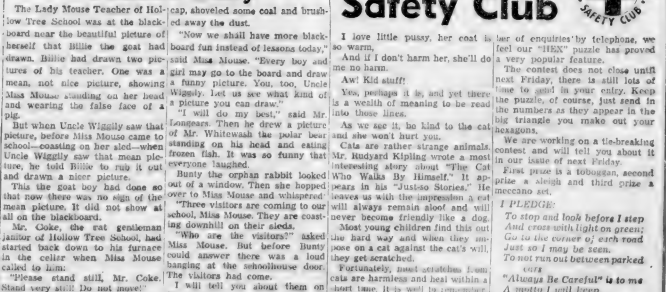 Safety Club
SAFETY CLUB
The Lady Mouse Teacher of Hol-
low Tree School was at the black-
board near the beautiful picture of
herself that Billie the goat had
drawn. Billie had drawn two pic-
tures of his teacher. One was a
mean, not nice picture, showing
Miss Mouse standing on her head
and wearing the false face of a
pig.
But when Uncle Wiggily saw that
picture, before Miss Mouse came to
school—coasting on her sled—when
Uncle Wiggily saw that mean pic-
ture, he told Billie to rub it out
and drawn a nicer picture.
This the goat boy had done so
that now there was no sign of the
mean picture. It did not show at
all on the blackboard.
Mr. Coke, the rat gentleman
janitor of Hollow Tree School, had
started back down to his furnace
in the cellar when Miss Mouse
called to him:
"Please stand still, Mr. Coke.
Stand very still! Do not move!"
cap, shoveled some coal and brush-
ed away the dust.
"Now we shall have more black-
board fun instead of lessons today,"
said Miss Mouse. "Every boy and
girl may go to the board and draw
a funny picture. You, too, Uncle
Wiggily. Let us see what kind of
a picture you can draw."
"I will do my best," said Mr.
Longears. Then he drew a picture
of Mr. Whitewash the polar bear
standing on his head and eating
frozen fish. It was so funny that
everyone laughed.
Bunty the orphan rabbit looked
out of a window. Then she hopped
over to Miss Mouse and whispered:
"Three visitors are coming to our
school, Miss Mouse. They are coast-
ing downhill on their sleds."
"Who are the visitors?" asked
Miss Mouse. But before Bunty
could answer there was a loud
banging at the schoolhouse door.
The visitors had come.
I will tell you about them on
I love little pussy, her coat is
so warm,
And if I don't harm her, she'll do
me no harm.
Aw! Kid stuff!
Yes, perhaps it is, and yet there
is a wealth of meaning to be read
into those lines.
As we see it, be kind to the cat
and she won't hurt you.
Cats are rather strange animals.
Mr. Rudyard Kipling wrote a most
interesting story about "The Cat
Who Walks By Himself." It ap-
pears in his "Just-so Stories." He
leaves us with the impression a cat
will always remain aloof and will
never become friendly like a dog.
Most young children find this out
the hard way and when they im-
pose on a cat against the cat's will,
they get scratched.
Fortunately, most scratches from
cats are harmless and heal within a
short time. It is well to remember
ber of enquiries by telephone, we
feel our "HEX" puzzle has proved
a very popular feature.
The contest does not close until
next Friday, there is still lots of
time to send in your entry. Keep
the puzzle, of course, just send in
the numbers as they appear in the
big triangle you make out your
hexagons.
We are working on a tie-breaking
contest and will tell you about it
in our issue of next Friday.
First prize is a toboggan, second
prize a sleigh and third prize a
meccano set.
I PLEDGE:
To stop and look before I step
And cross with light on green;
Go to the corner of each road
Just so I may be seen.
To not run out between parked
cars
"Always Be Careful" is to me
A motto I will keep